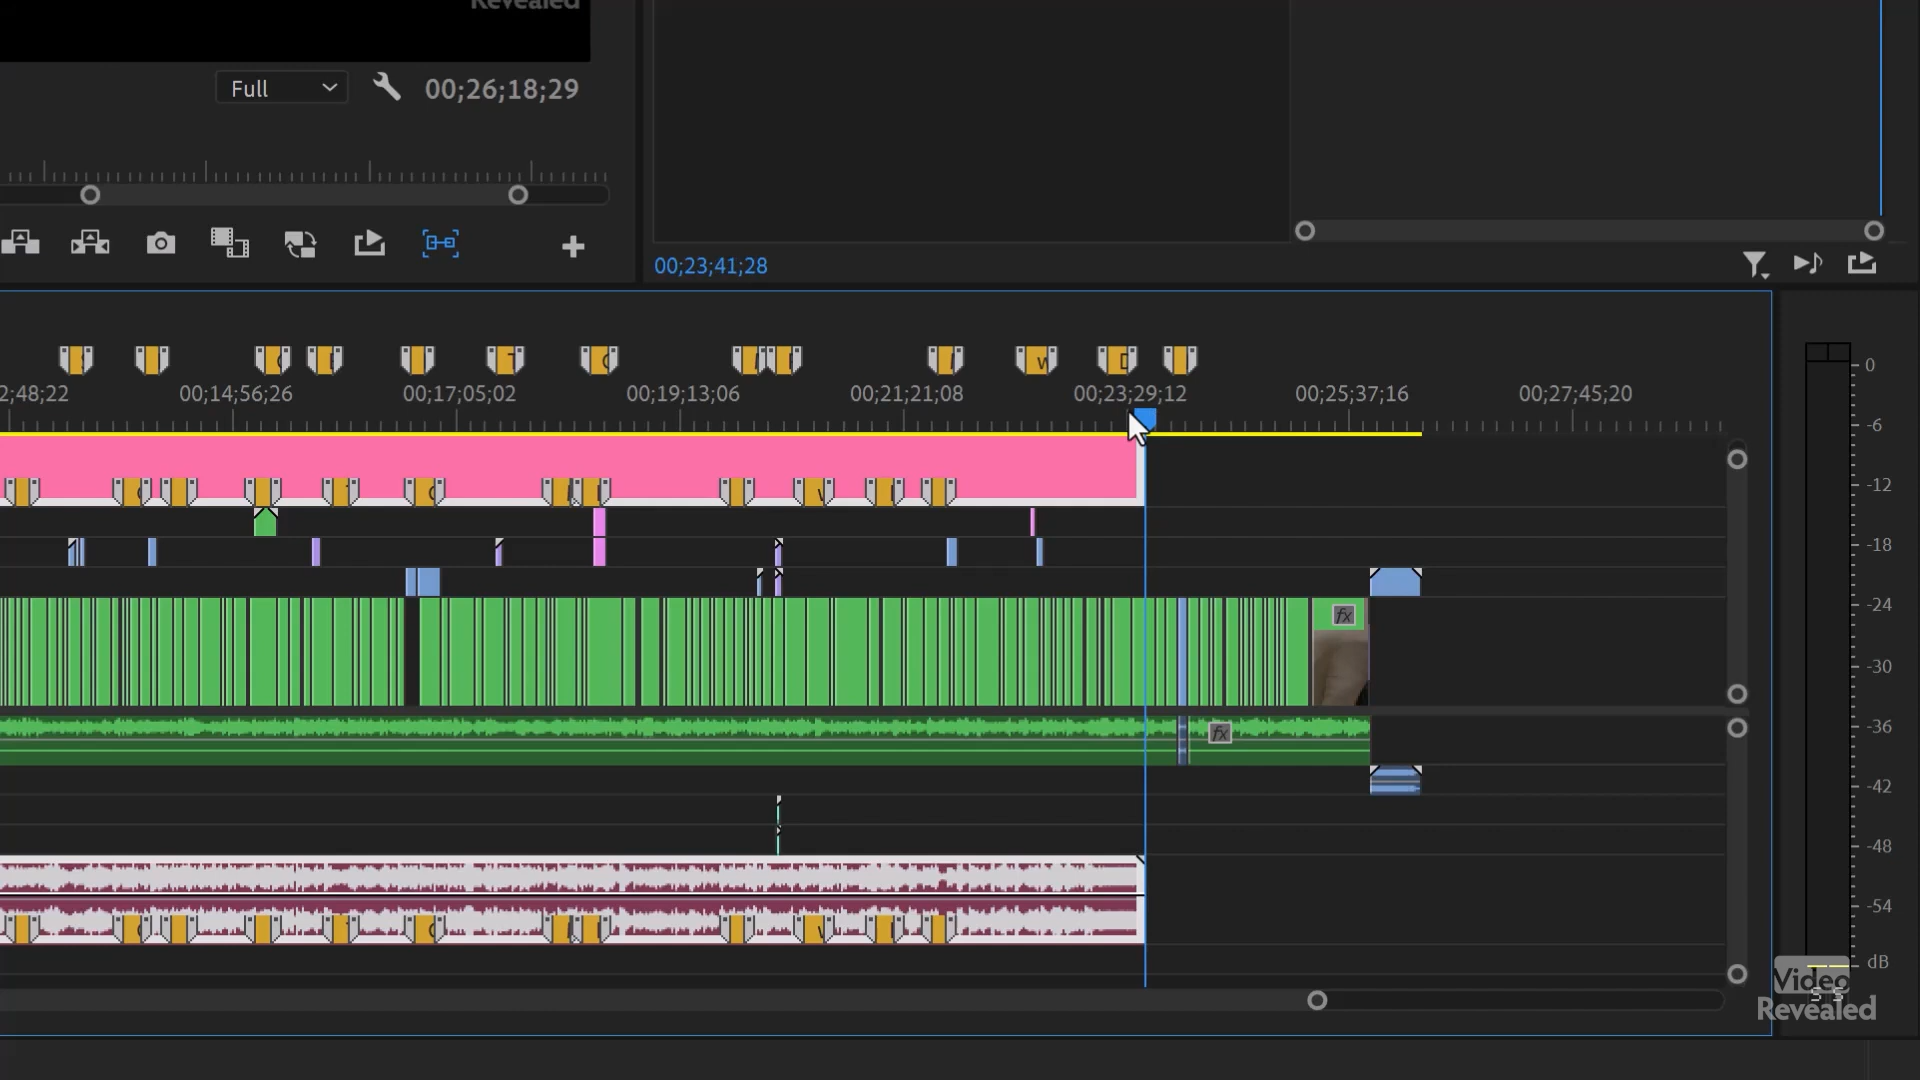 Revealed
Full
00;26;18;29
00;23;41;28
2;48;22
00;14;56;26
00;17;05;02
00;19;13;06
00;21;21;08
00;23;29;12
00;25;37;16
00;27;45;20
T
W
D
fx
fx
0
-6
-12
-18
-24
-30
-36
-42
-48
-54
dB
S S
Video
Revealed